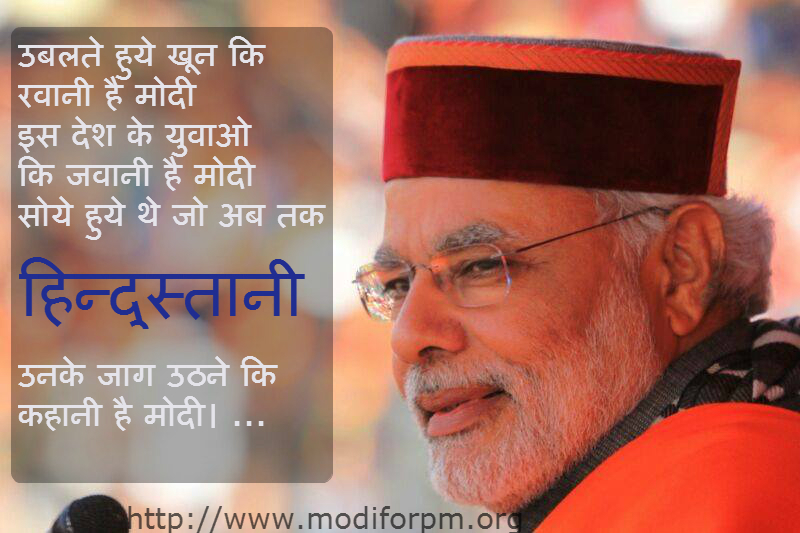 उबलते हुये खून कि
रवानी है मोदी
इस देश के युवाओ
कि जवानी है मोदी
सोये हुये थे जो अब तक
हिन्दुस्तानी
उनके जाग उठने कि
कहानी है मोदी। ...
http://www.modiforpm.org